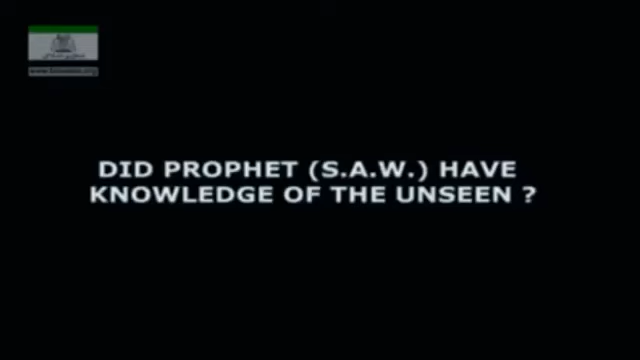 DID PROPHET (S.A.W.) HAVE
KNOWLEDGE OF THE UNSEEN ?